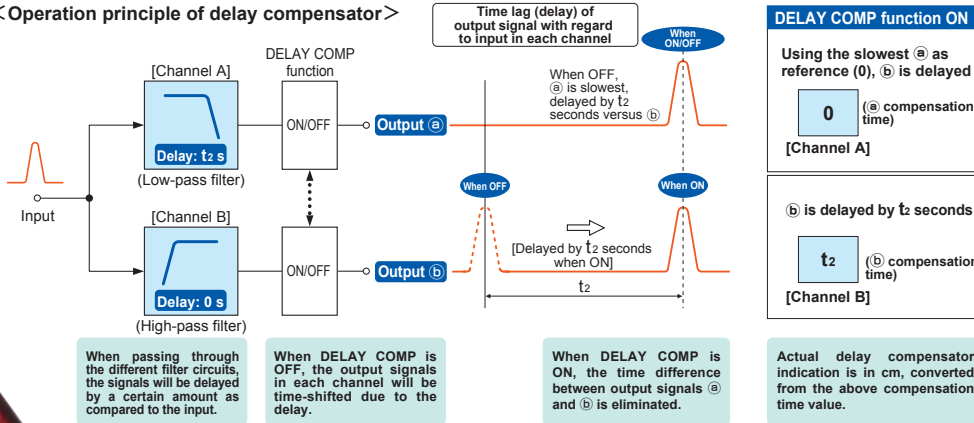 <Operation principle of delay compensator>
Time lag (delay) of
output signal with regard
to input in each channel
When
ON/OFF
DELAY COMP
function
[Channel A]
Delay: t2 s
(Low-pass filter)
ON/OFF
Output ⓐ
When OFF,
ⓐ is slowest,
delayed by t2
seconds versus ⓑ
Input
[Channel B]
Delay: 0 s
(High-pass filter)
ON/OFF
Output ⓑ
When OFF
When ON
[Delayed by t2 seconds
when ON]
t2
When passing through
the different filter circuits,
the signals will be delayed
by a certain amount as
compared to the input.
When DELAY COMP is
OFF, the output signals
in each channel will be
time-shifted due to the
delay.
When DELAY COMP is
ON, the time difference
between output signals ⓐ
and ⓑ is eliminated.
DELAY COMP function ON
Using the slowest ⓐ as
reference (0), ⓑ is delayed
0
(ⓐ compensation
time)
[Channel A]
ⓑ is delayed by t2 seconds
t2
(ⓑ compensation
time)
[Channel B]
Actual delay compensator
indication is in cm, converted
from the above compensation
time value.